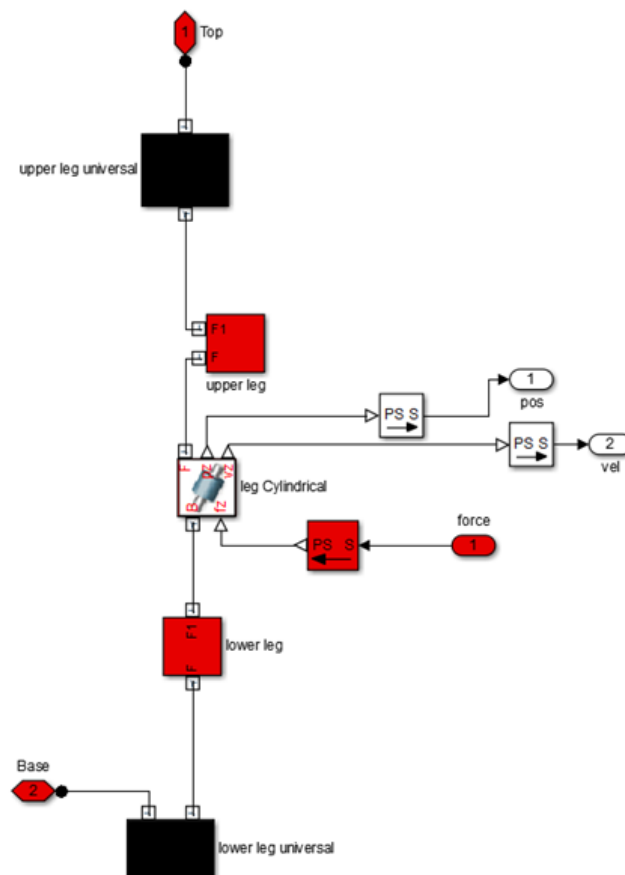 1
Top
upper leg universal
F1
F
upper leg
PS S
1
pos
PS S
2
vel
F
pz
vz
leg Cylindrical
B
fz
PS S
force
1
F1
lower leg
F
Base
2
lower leg universal